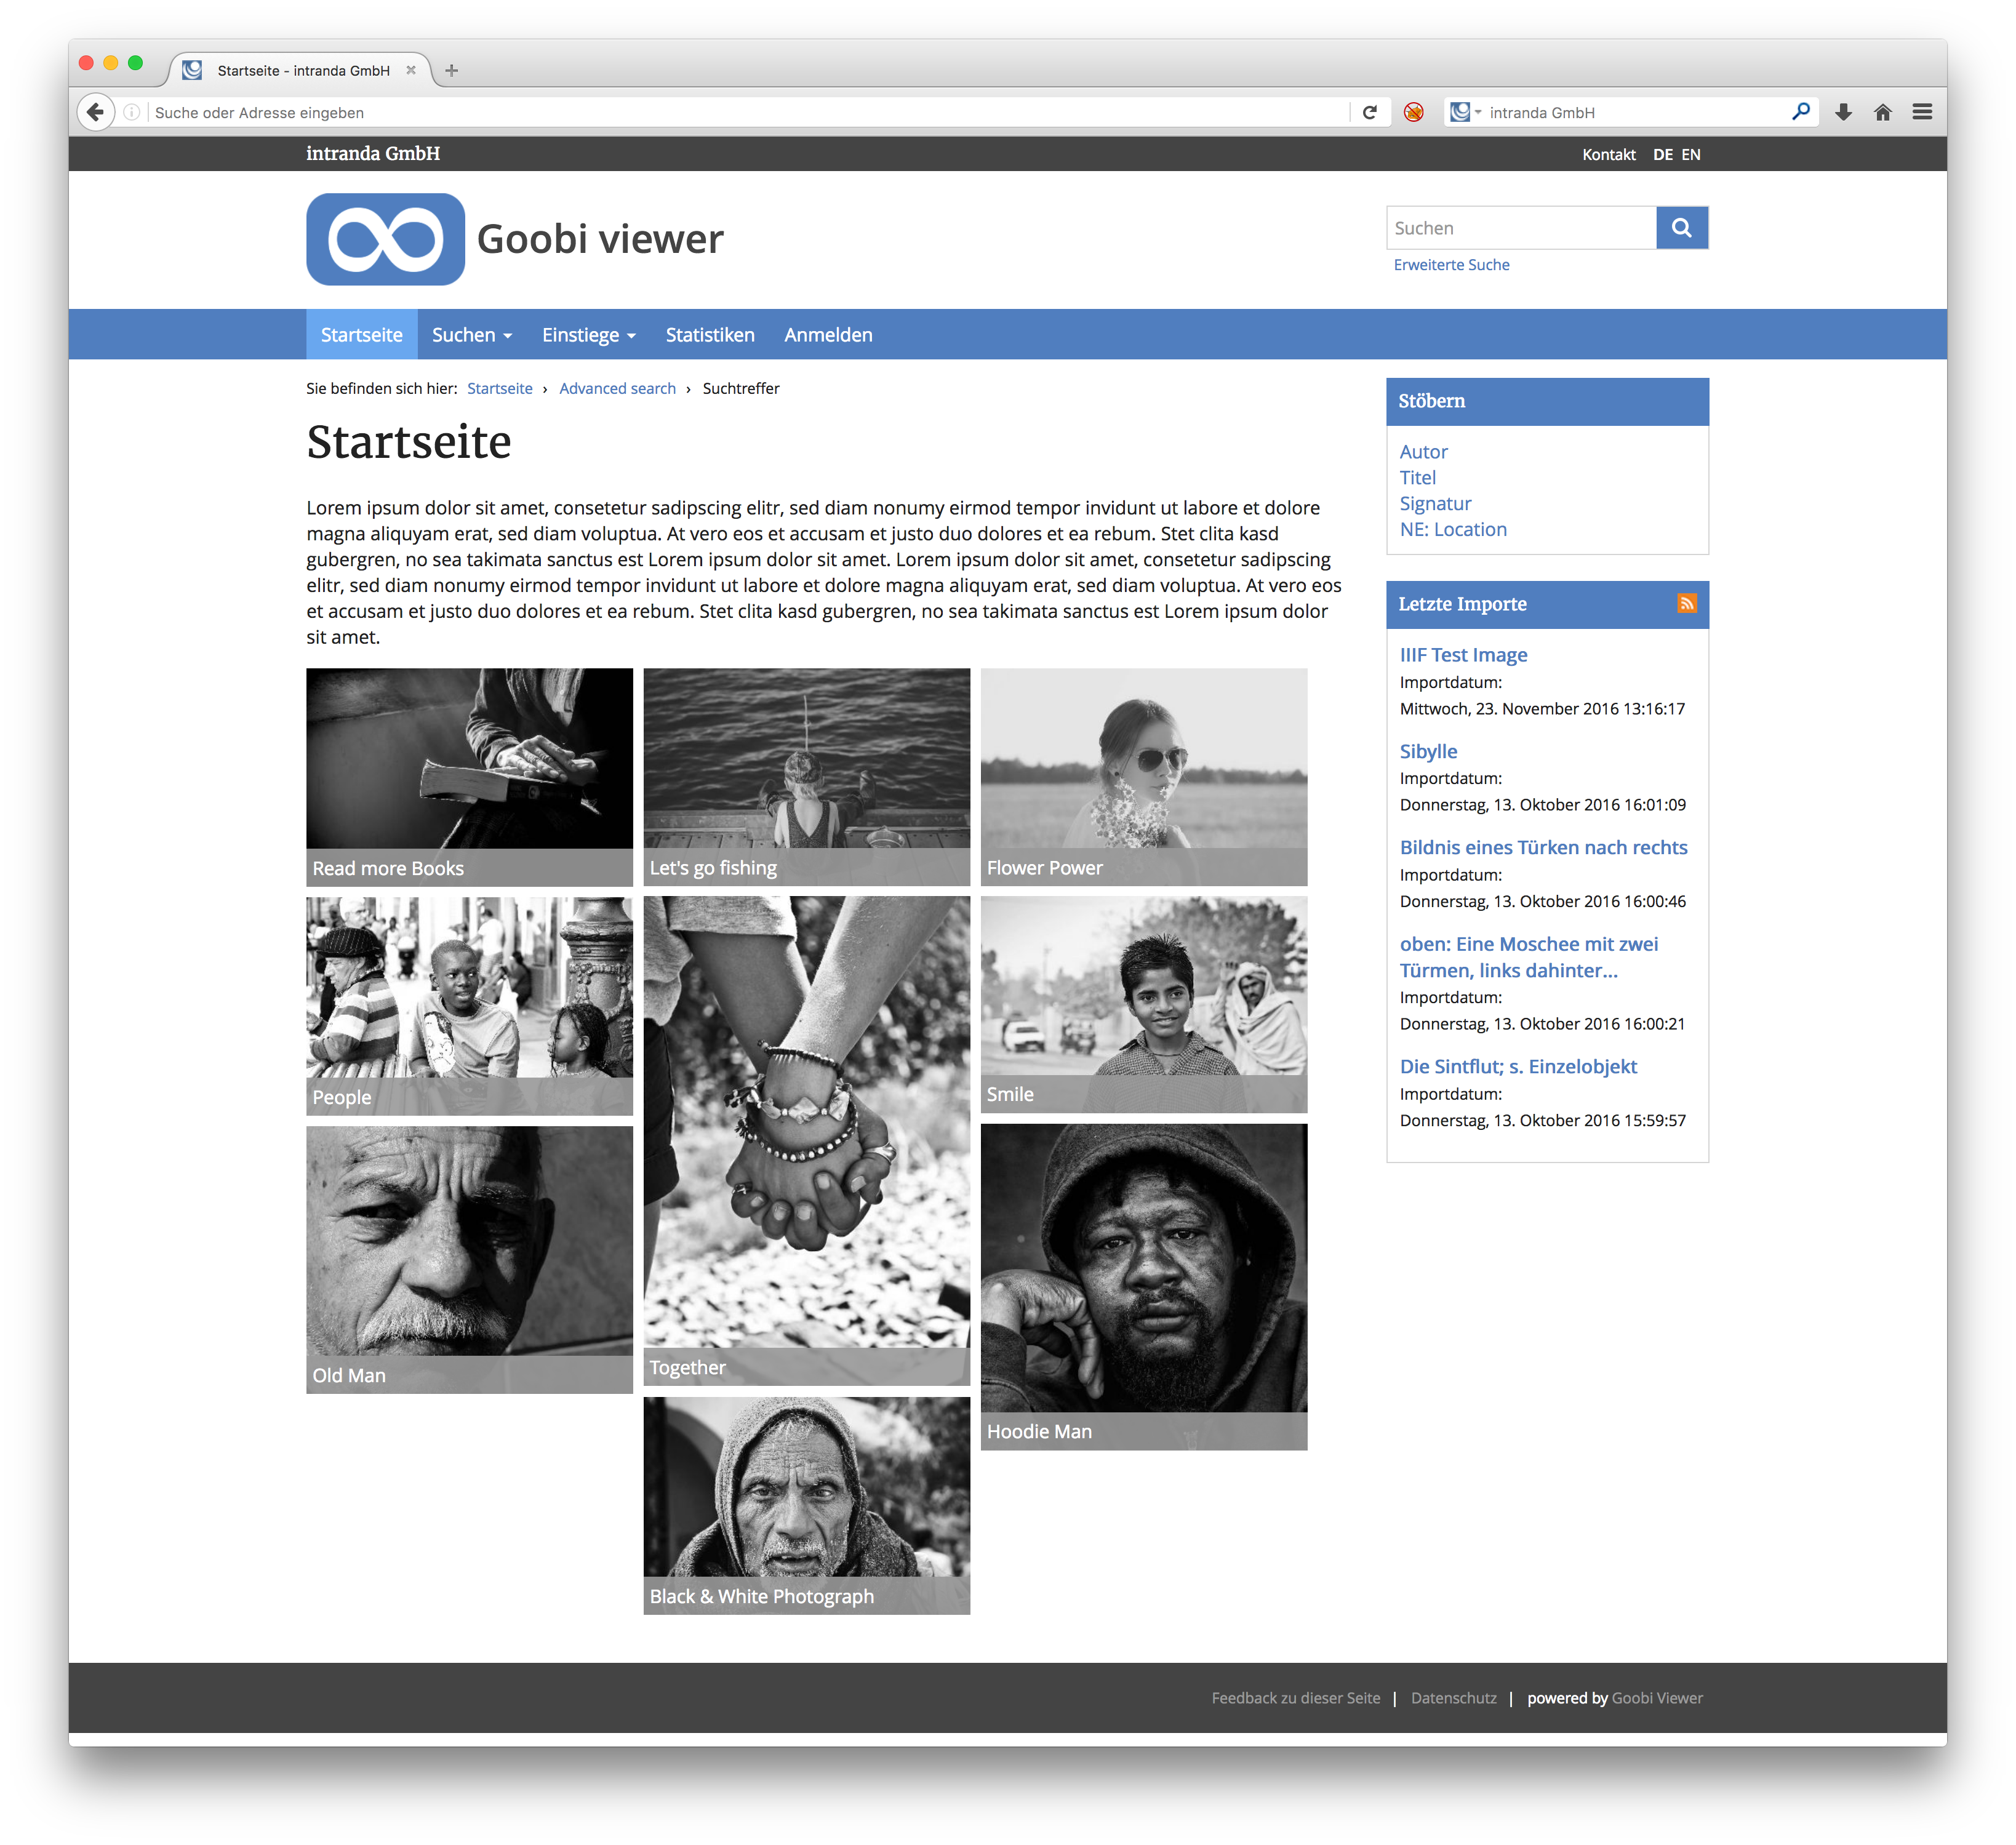 Startseite - intranda GmbH
Suche oder Adresse eingeben
intranda GmbH
intranda GmbH
Kontakt DE EN
Goobi viewer
Suchen
Erweiterte Suche
Startseite Suchen Einstiege Statistiken Anmelden
Sie befinden sich hier: Startseite › Advanced search › Suchtreffer
Startseite
Lorem ipsum dolor sit amet, consetetur sadipscing elitr, sed diam nonumy eirmod tempor invidunt ut labore et dolore
magna aliquyam erat, sed diam voluptua. At vero eos et accusam et justo duo dolores et ea rebum. Stet clita kasd
gubergren, no sea takimata sanctus est Lorem ipsum dolor sit amet. Lorem ipsum dolor sit amet, consetetur sadipscing
elitr, sed diam nonumy eirmod tempor invidunt ut labore et dolore magna aliquyam erat, sed diam voluptua. At vero eos
et accusam et justo duo dolores et ea rebum. Stet clita kasd gubergren, no sea takimata sanctus est Lorem ipsum dolor
sit amet.
Read more Books
Let's go fishing
Flower Power
People
Smile
Old Man
Together
Hoodie Man
Black & White Photograph
Stöbern
Autor
Titel
Signatur
NE: Location
Letzte Importe
IIIF Test Image
Importdatum:
Mittwoch, 23. November 2016 13:16:17
Sibylle
Importdatum:
Donnerstag, 13. Oktober 2016 16:01:09
Bildnis eines Türken nach rechts
Importdatum:
Donnerstag, 13. Oktober 2016 16:00:46
oben: Eine Moschee mit zwei
Türmen, links dahinter...
Importdatum:
Donnerstag, 13. Oktober 2016 16:00:21
Die Sintflut; s. Einzelobjekt
Importdatum:
Donnerstag, 13. Oktober 2016 15:59:57
Feedback zu dieser Seite | Datenschutz | powered by Goobi Viewer